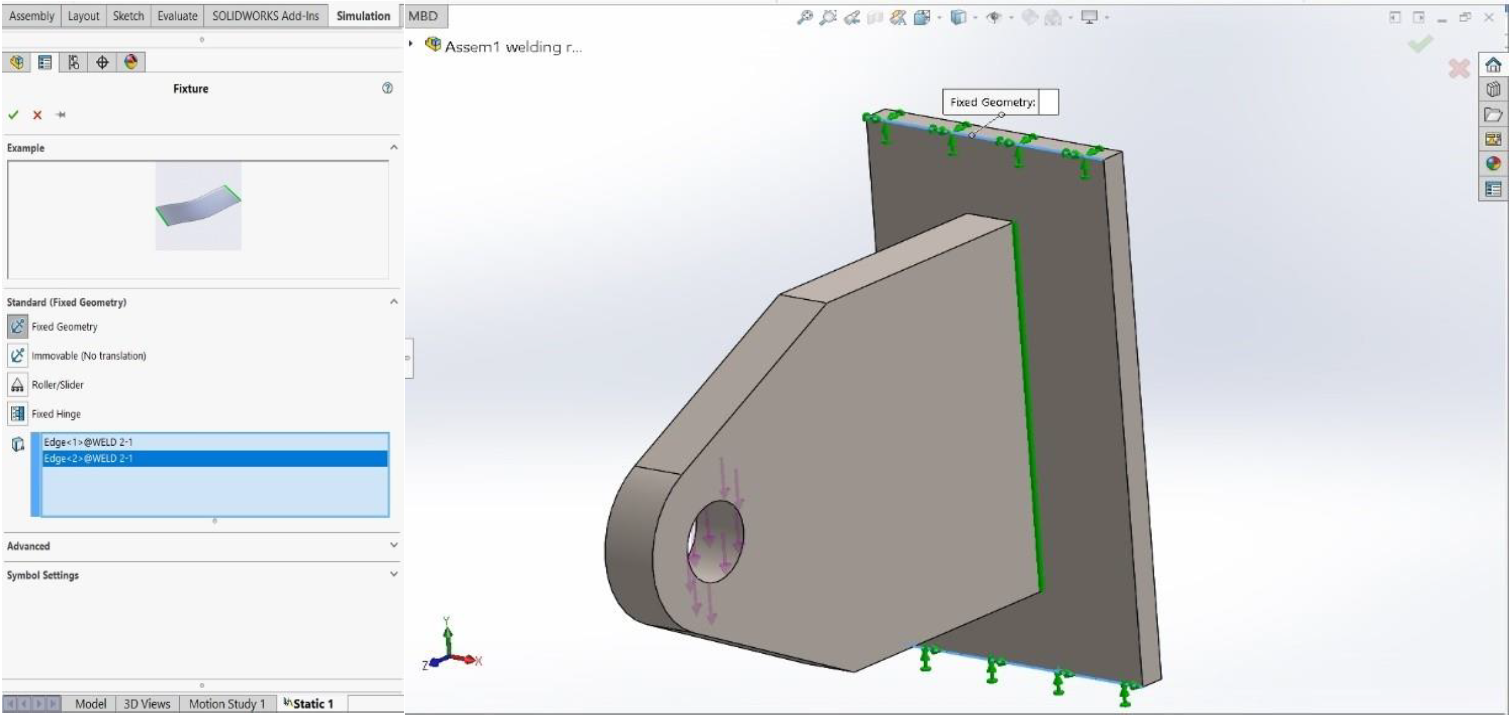 Assembly Layout Sketch Evaluate SOLIDWORKS Add-Ins Simulation MBD
Assem1 welding r...
Fixture
Example
Fixed Geometry:
Standard (Fixed Geometry)
Fixed Geometry
Immovable (No translation)
Roller/Slider
Fixed Hinge
Edge<1>@WELD 2-1
Edge<2>@WELD 2-1
Advanced
Symbol Settings
Y
Z X
Model 3D Views Motion Study 1 Static 1